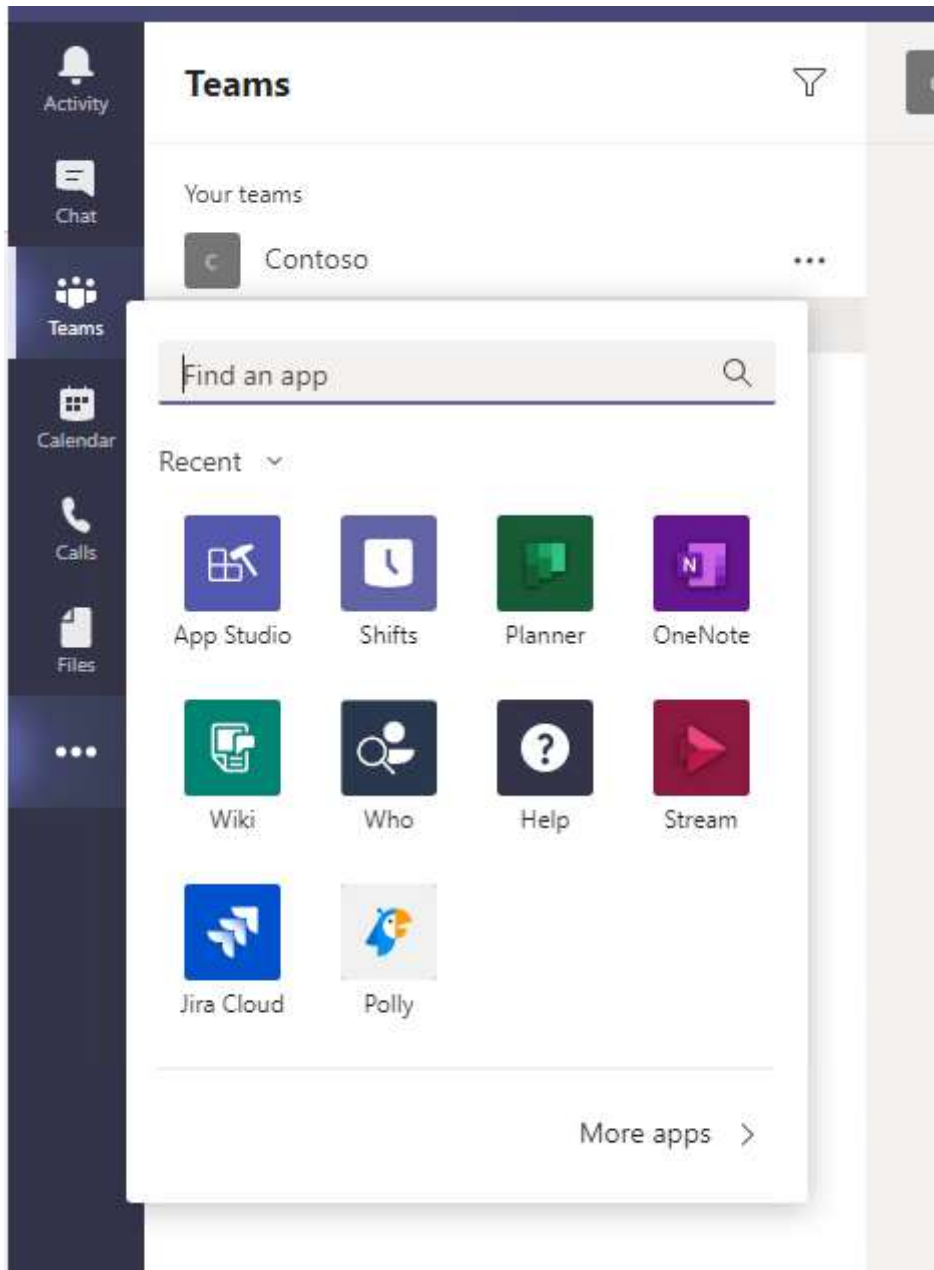 Activity
Chat
Teams
Calendar
Calls
Files
Teams
Your teams
C
Contoso
Find an app
Recent
App Studio
Shifts
Planner
N
OneNote
Wiki
Who
?
Help
Stream
Jira Cloud
Polly
More apps